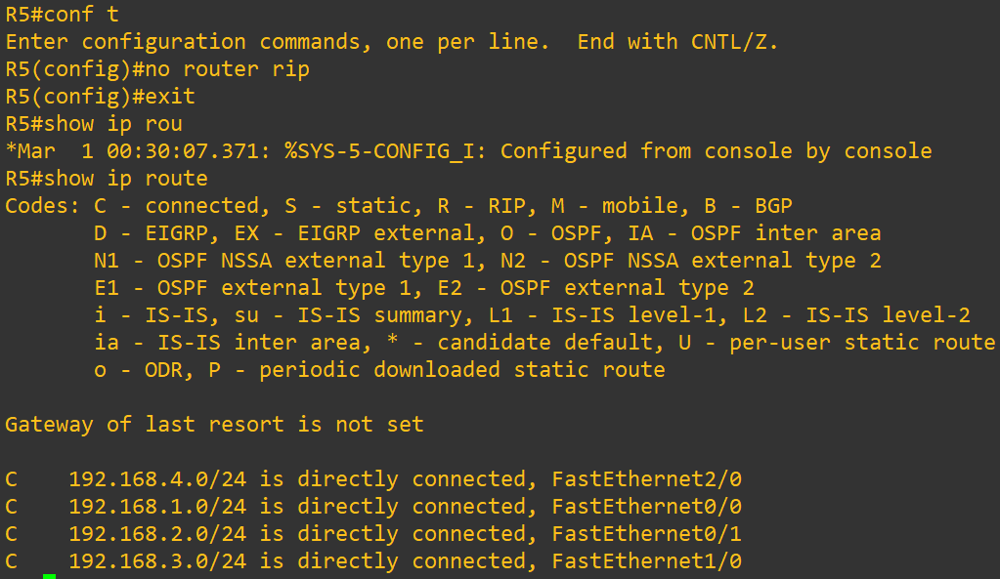 R5#conf t
Enter configuration commands, one per line.  End with CNTL/Z.
R5(config)#no router rip
R5(config)#exit
R5#show ip rou
*Mar  1 00:30:07.371: %SYS-5-CONFIG_I: Configured from console by console
R5#show ip route
Codes: C - connected, S - static, R - RIP, M - mobile, B - BGP
       D - EIGRP, EX - EIGRP external, O - OSPF, IA - OSPF inter area
       N1 - OSPF NSSA external type 1, N2 - OSPF NSSA external type 2
       E1 - OSPF external type 1, E2 - OSPF external type 2
       i - IS-IS, su - IS-IS summary, L1 - IS-IS level-1, L2 - IS-IS level-2
       ia - IS-IS inter area, * - candidate default, U - per-user static route
       o - ODR, P - periodic downloaded static route

Gateway of last resort is not set

C    192.168.4.0/24 is directly connected, FastEthernet2/0
C    192.168.1.0/24 is directly connected, FastEthernet0/0
C    192.168.2.0/24 is directly connected, FastEthernet0/1
C    192.168.3.0/24 is directly connected, FastEthernet1/0